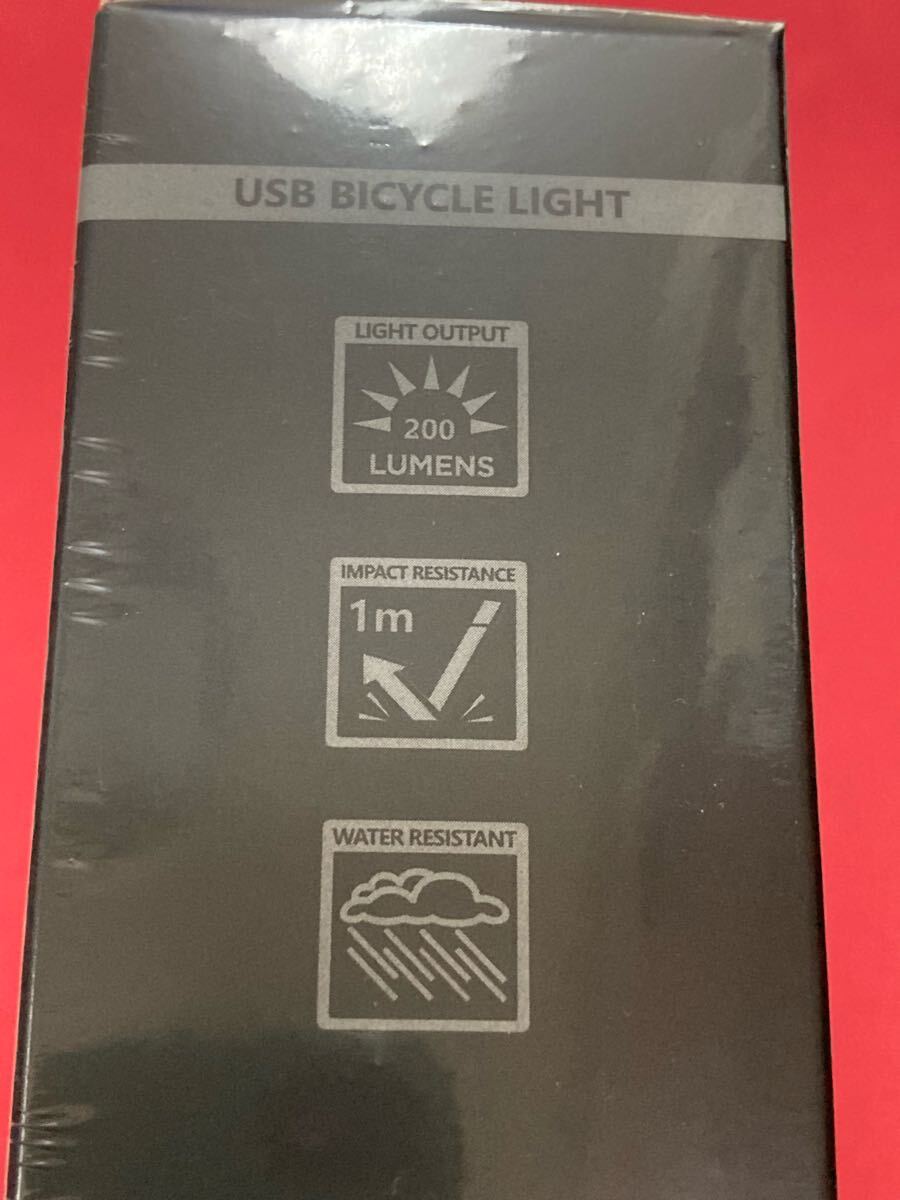 USB BICYCLE LIGHT
LIGHT OUTPUT
200
LUMENS
IMPACT RESISTANCE
1m
WATER RESISTANT